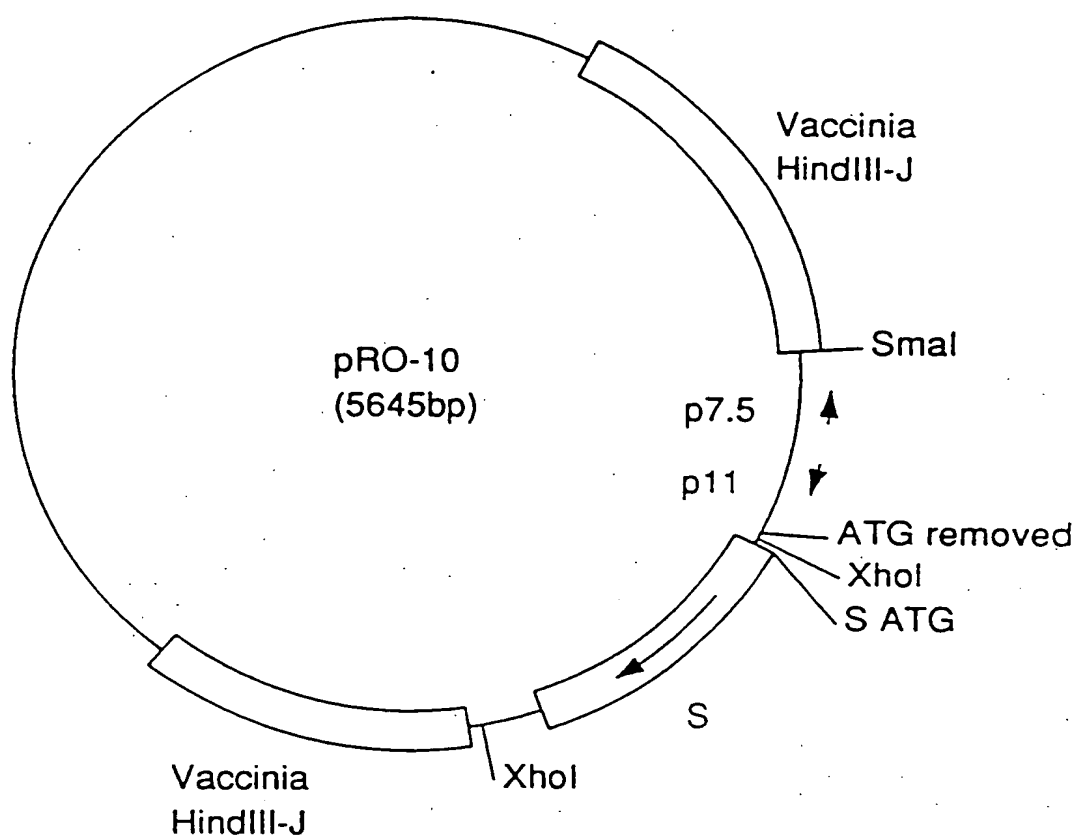 Vaccinia
HindIII-J
SmaI
pRO-10
(5645bp)
p7.5
p11
ATG removed
XhoI
S ATG
S
XhoI
Vaccinia
HindIII-J